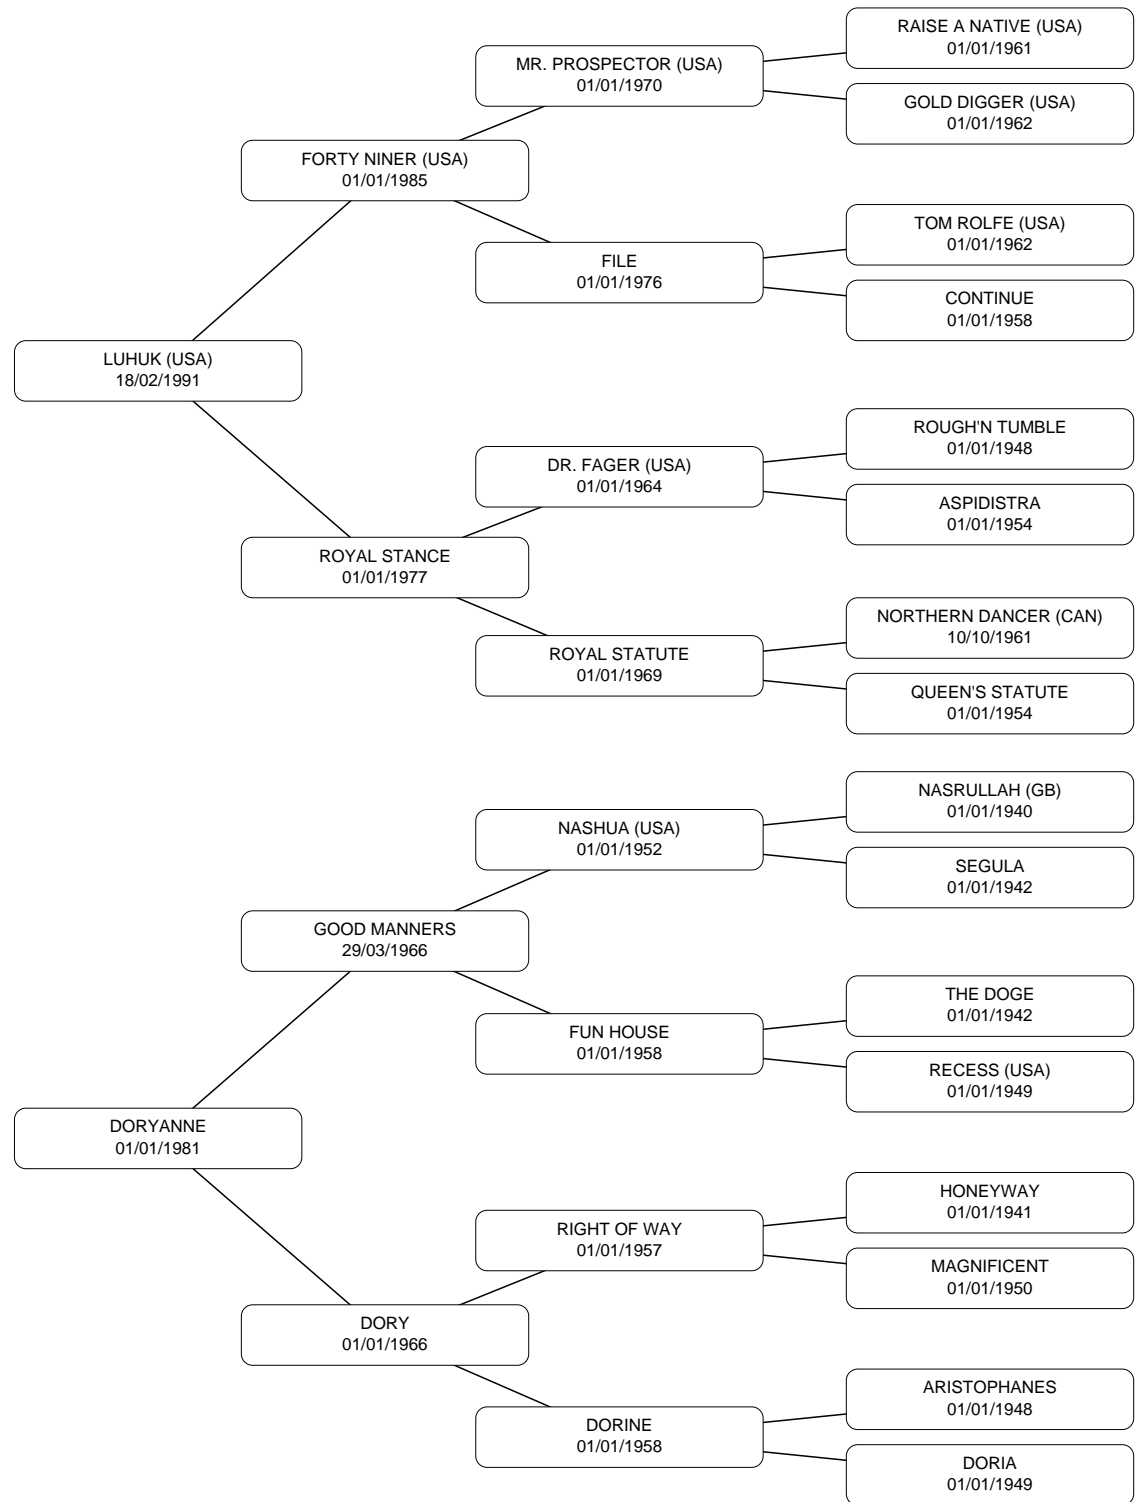 RAISE A NATIVE (USA)
01/01/1961
MR. PROSPECTOR (USA)
01/01/1970
GOLD DIGGER (USA)
01/01/1962
FORTY NINER (USA)
01/01/1985
TOM ROLFE (USA)
01/01/1962
FILE
01/01/1976
CONTINUE
01/01/1958
LUHUK (USA)
18/02/1991
ROUGH'N TUMBLE
01/01/1948
DR. FAGER (USA)
01/01/1964
ASPIDISTRA
01/01/1954
ROYAL STANCE
01/01/1977
NORTHERN DANCER (CAN)
10/10/1961
ROYAL STATUTE
01/01/1969
QUEEN'S STATUTE
01/01/1954
NASRULLAH (GB)
01/01/1940
NASHUA (USA)
01/01/1952
SEGULA
01/01/1942
GOOD MANNERS
29/03/1966
THE DOGE
01/01/1942
FUN HOUSE
01/01/1958
RECESS (USA)
01/01/1949
DORYANNE
01/01/1981
HONEYWAY
01/01/1941
RIGHT OF WAY
01/01/1957
MAGNIFICENT
01/01/1950
DORY
01/01/1966
ARISTOPHANES
01/01/1948
DORINE
01/01/1958
DORIA
01/01/1949